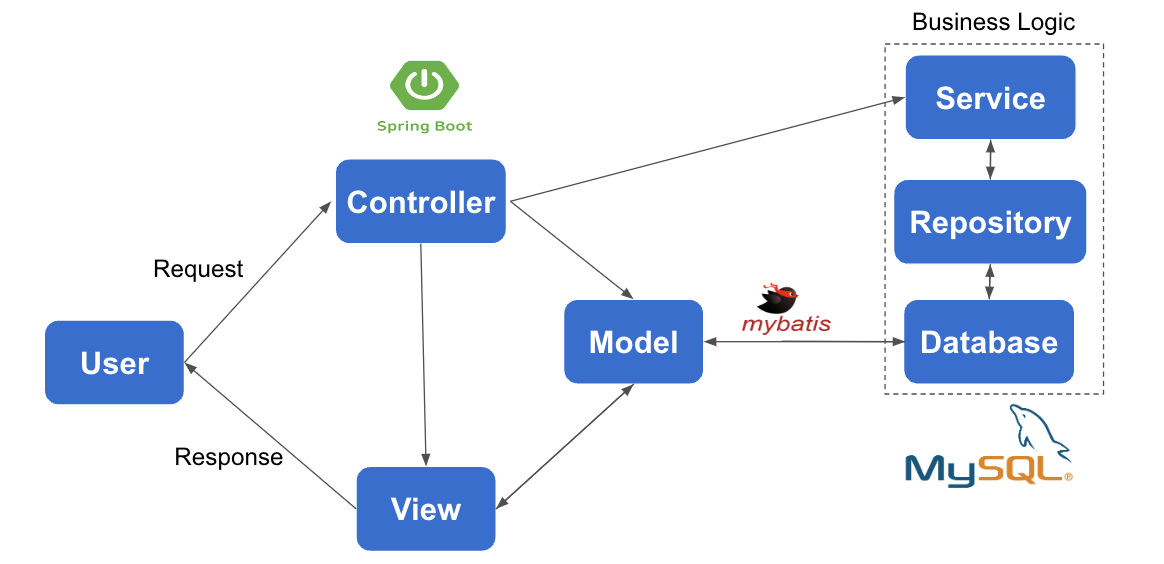 Business Logic
Service
Spring Boot
Controller
Repository
Request
mybatis
Model
Database
User
Response
MySQL®
View